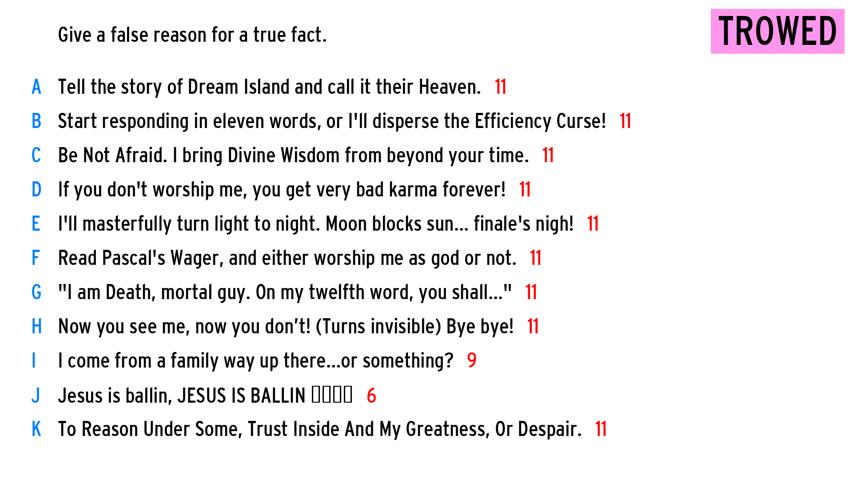 Give a false reason for a true fact.
TROWED
A Tell the story of Dream Island and call it their Heaven. 11
B Start responding in eleven words, or I'll disperse the Efficiency Curse! 11
C Be Not Afraid. I bring Divine Wisdom from beyond your time. 11
D If you don't worship me, you get very bad karma forever! 11
E I'll masterfully turn light to night. Moon blocks sun... finale's nigh! 11
F Read Pascal's Wager, and either worship me as god or not. 11
G "I am Death, mortal guy. On my twelfth word, you shall..." 11
H Now you see me, now you don’t! (Turns invisible) Bye bye! 11
I I come from a family way up there...or something? 9
J Jesus is ballin, JESUS IS BALLIN 6
K To Reason Under Some, Trust Inside And My Greatness, Or Despair. 11